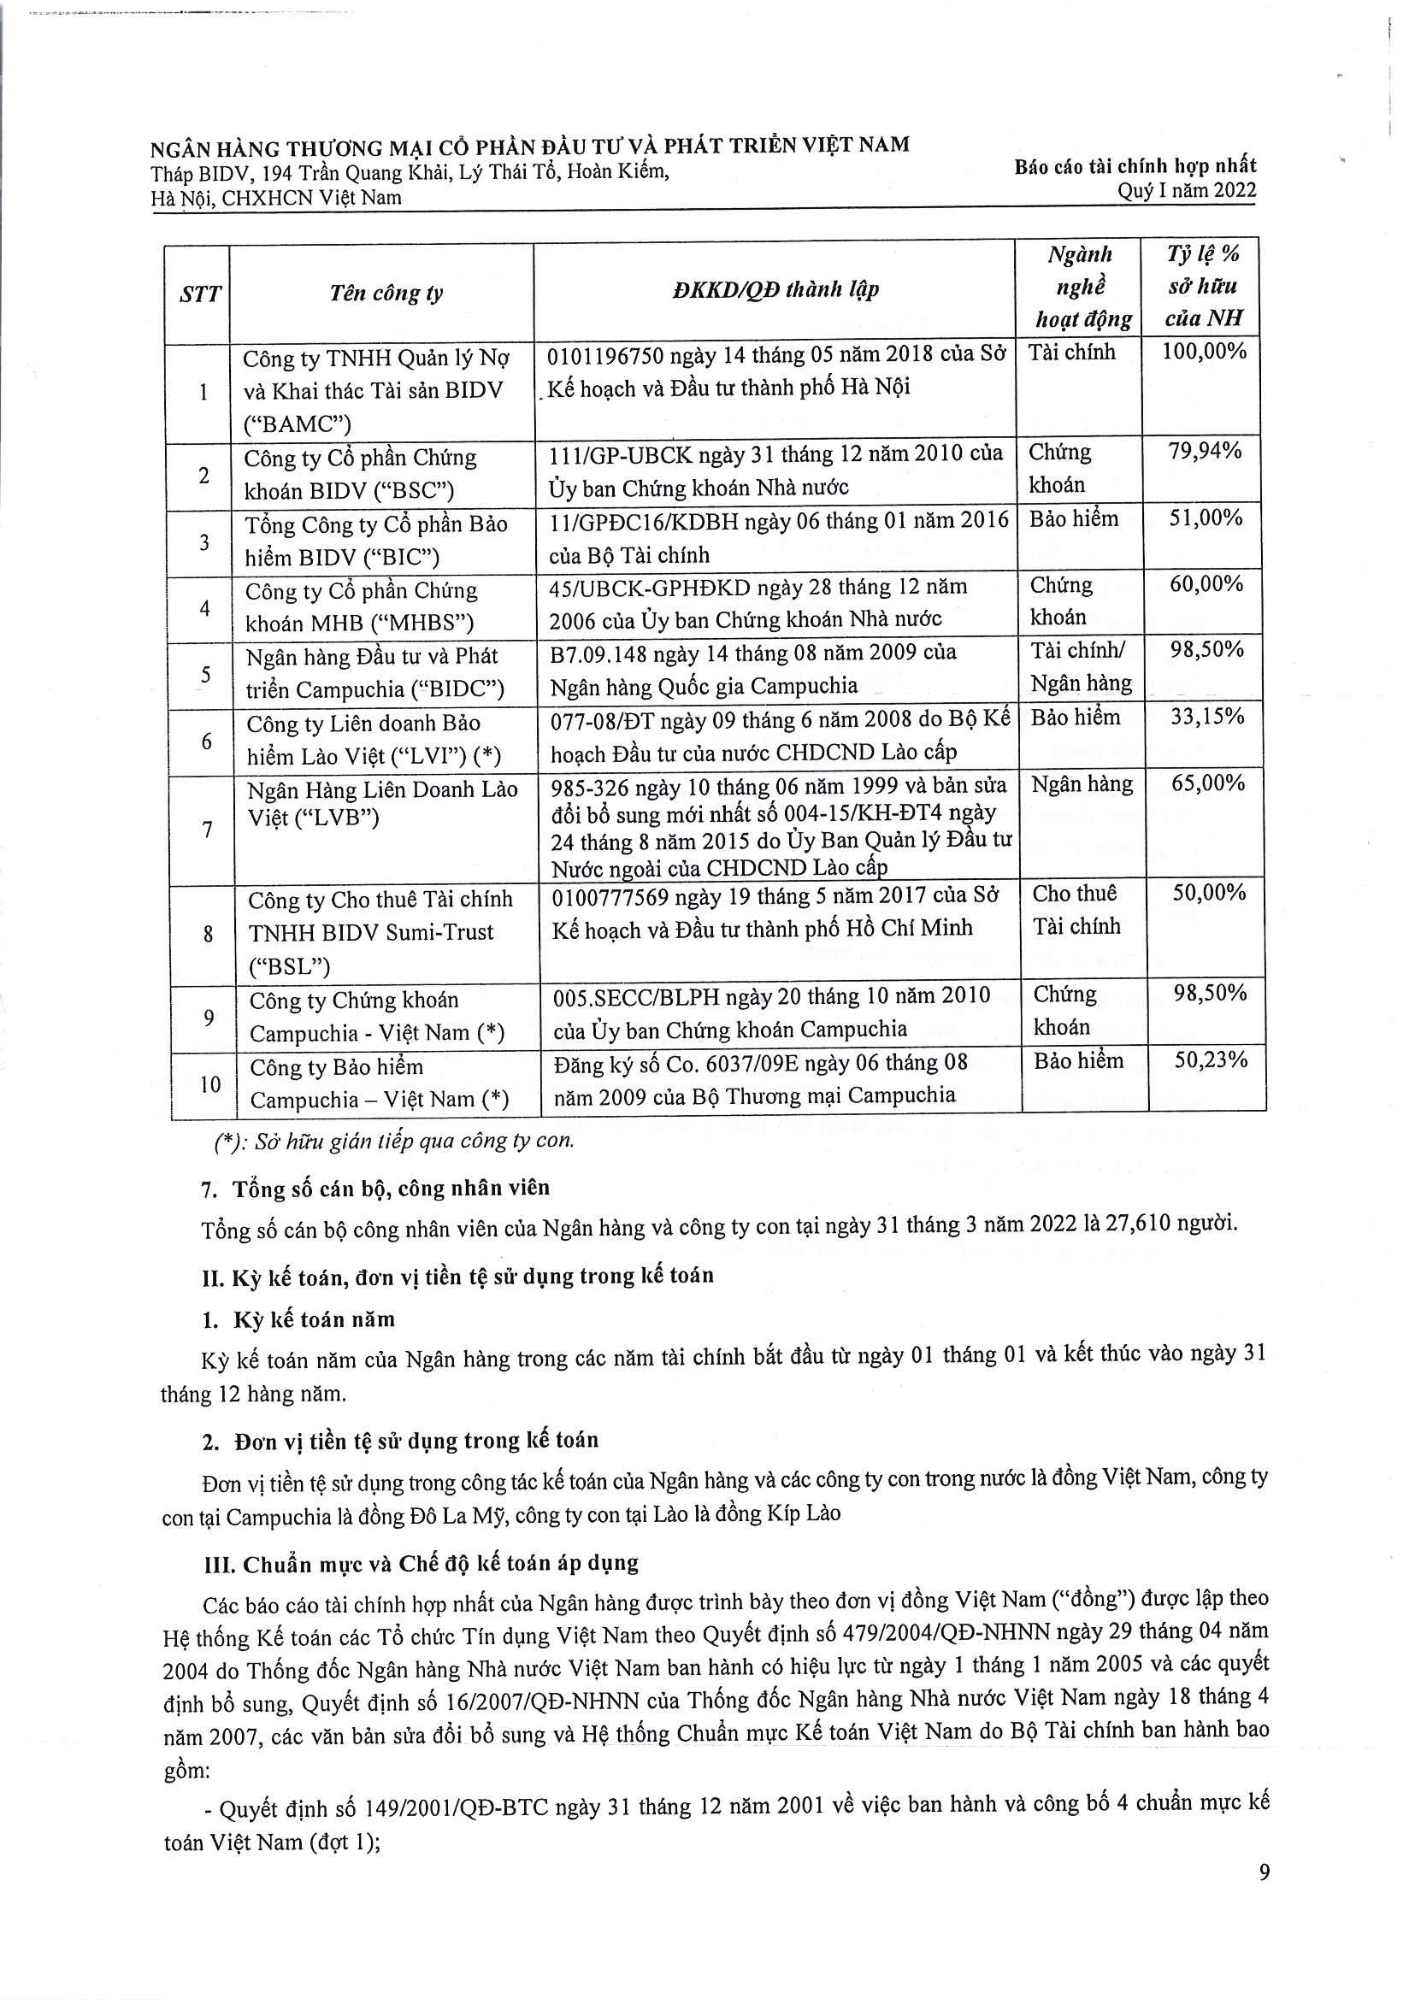 NGÂN HÀNG THƯƠNG MẠI CỔ PHẦN ĐẦU TƯ VÀ PHÁT TRIỂN VIỆT NAM
Tháp BIDV, 194 Trần Quang Khải, Lý Thái Tổ, Hoàn Kiếm,
Hà Nội, CHXHCN Việt Nam
Báo cáo tài chính hợp nhất
Quý I năm 2022
STT
Tên công ty
ĐKKD/QĐ thành lập
Ngành
nghề
hoạt động
Tỷ lệ %
sở hữu
của NH
1
Công ty TNHH Quản lý Nợ
và Khai thác Tài sản BIDV
(“BAMC”)
0101196750 ngày 14 tháng 05 năm 2018 của Sở
Kế hoạch và Đầu tư thành phố Hà Nội
Tài chính
100,00%
2
Công ty Cổ phần Chứng
khoán BIDV (“BSC”)
111/GP-UBCK ngày 31 tháng 12 năm 2010 của
Ủy ban Chứng khoán Nhà nước
Chứng
khoán
79,94%
3
Tổng Công ty Cổ phần Bảo
hiểm BIDV (“BIC”)
11/GPĐC16/KDBH ngày 06 tháng 01 năm 2016
của Bộ Tài chính
Bảo hiểm
51,00%
4
Công ty Cổ phần Chứng
khoán MHB (“MHBS”)
45/UBCK-GPHĐKD ngày 28 tháng 12 năm
2006 của Ủy ban Chứng khoán Nhà nước
Chứng
khoán
60,00%
5
Ngân hàng Đầu tư và Phát
triển Campuchia (“BIDC”)
B7.09.148 ngày 14 tháng 08 năm 2009 của
Ngân hàng Quốc gia Campuchia
Tài chính/
Ngân hàng
98,50%
6
Công ty Liên doanh Bảo
hiểm Lào Việt (“LVI”) (*)
077-08/ĐT ngày 09 tháng 6 năm 2008 do Bộ Kế
hoạch Đầu tư của nước CHDCND Lào cấp
Bảo hiểm
33,15%
7
Ngân Hàng Liên Doanh Lào
Việt (“LVB”)
985-326 ngày 10 tháng 06 năm 1999 và bản sửa
đổi bổ sung mới nhất số 004-15/KH-ĐT4 ngày
24 tháng 8 năm 2015 do Ủy Ban Quản lý Đầu tư
Nước ngoài của CHDCND Lào cấp
Ngân hàng
65,00%
8
Công ty Cho thuê Tài chính
TNHH BIDV Sumi-Trust
(“BSL”)
0100777569 ngày 19 tháng 5 năm 2017 của Sở
Kế hoạch và Đầu tư thành phố Hồ Chí Minh
Cho thuê
Tài chính
50,00%
9
Công ty Chứng khoán
Campuchia - Việt Nam (*)
005.SECC/BLPH ngày 20 tháng 10 năm 2010
của Ủy ban Chứng khoán Campuchia
Chứng
khoán
98,50%
10
Công ty Bảo hiểm
Campuchia – Việt Nam (*)
Đăng ký số Co. 6037/09E ngày 06 tháng 08
năm 2009 của Bộ Thương mại Campuchia
Bảo hiểm
50,23%
(*): Sở hữu gián tiếp qua công ty con.
7. Tổng số cán bộ, công nhân viên
Tổng số cán bộ công nhân viên của Ngân hàng và công ty con tại ngày 31 tháng 3 năm 2022 là 27,610 người.
II. Kỳ kế toán, đơn vị tiền tệ sử dụng trong kế toán
1. Kỳ kế toán năm
Kỳ kế toán năm của Ngân hàng trong các năm tài chính bắt đầu từ ngày 01 tháng 01 và kết thúc vào ngày 31
tháng 12 hàng năm.
2. Đơn vị tiền tệ sử dụng trong kế toán
Đơn vị tiền tệ sử dụng trong công tác kế toán của Ngân hàng và các công ty con trong nước là đồng Việt Nam, công ty
con tại Campuchia là đồng Đô La Mỹ, công ty con tại Lào là đồng Kíp Lào
III. Chuẩn mực và Chế độ kế toán áp dụng
Các báo cáo tài chính hợp nhất của Ngân hàng được trình bày theo đơn vị đồng Việt Nam (“đồng”) được lập theo
Hệ thống Kế toán các Tổ chức Tín dụng Việt Nam theo Quyết định số 479/2004/QĐ-NHNN ngày 29 tháng 04 năm
2004 do Thống đốc Ngân hàng Nhà nước Việt Nam ban hành có hiệu lực từ ngày 1 tháng 1 năm 2005 và các quyết
định bổ sung, Quyết định số 16/2007/QĐ-NHNN của Thống đốc Ngân hàng Nhà nước Việt Nam ngày 18 tháng 4
năm 2007, các văn bản sửa đổi bổ sung và Hệ thống Chuẩn mực Kế toán Việt Nam do Bộ Tài chính ban hành bao
gồm:
- Quyết định số 149/2001/QĐ-BTC ngày 31 tháng 12 năm 2001 về việc ban hành và công bố 4 chuẩn mực kế
toán Việt Nam (đợt 1);
9